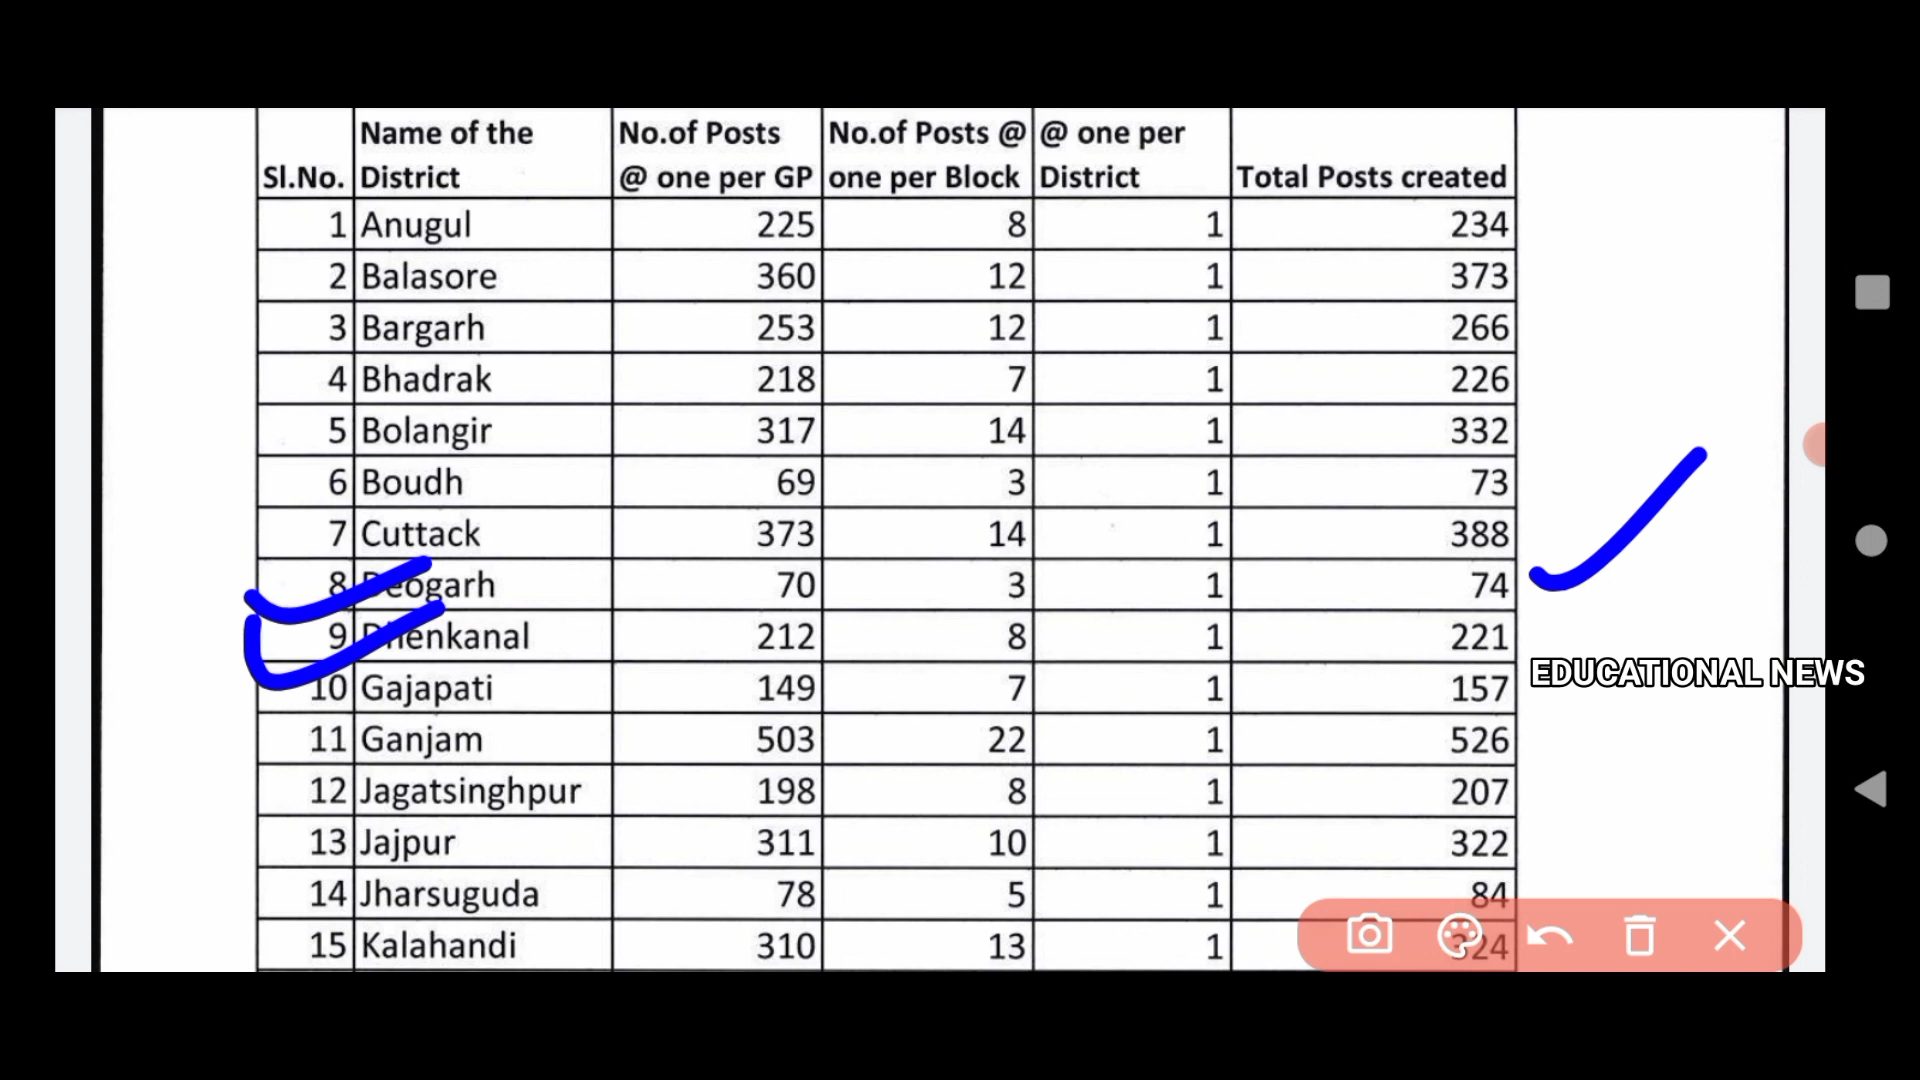 Sl.No. Name of the District No.of Posts @ one per GP No.of Posts @ one per Block @ one per District Total Posts created
1 Anugul 225 8 1 234
2 Balasore 360 12 1 373
3 Bargarh 253 12 1 266
4 Bhadrak 218 7 1 226
5 Bolangir 317 14 1 332
6 Boudh 69 3 1 73
7 Cuttack 373 14 1 388
8 Deogarh 70 3 1 74
9 Dhenkanal 212 8 1 221
10 Gajapati 149 7 1 157
EDUCATIONAL NEWS
11 Ganjam 503 22 1 526
12 Jagatsinghpur 198 8 1 207
13 Jajpur 311 10 1 322
14 Jharsuguda 78 5 1 84
15 Kalahandi 310 13 1 324